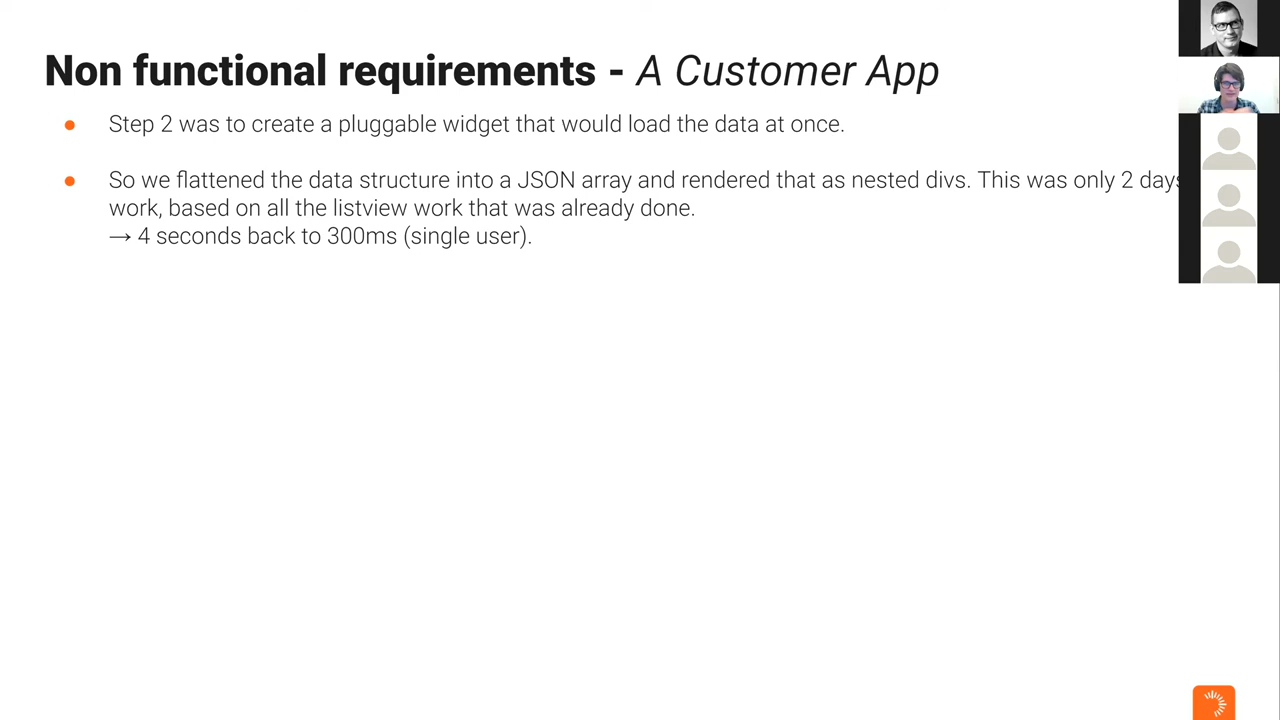 Non functional requirements - A Customer App
● Step 2 was to create a pluggable widget that would load the data at once.
● So we flattened the data structure into a JSON array and rendered that as nested divs. This was only 2 days
work, based on all the listview work that was already done.
→ 4 seconds back to 300ms (single user).